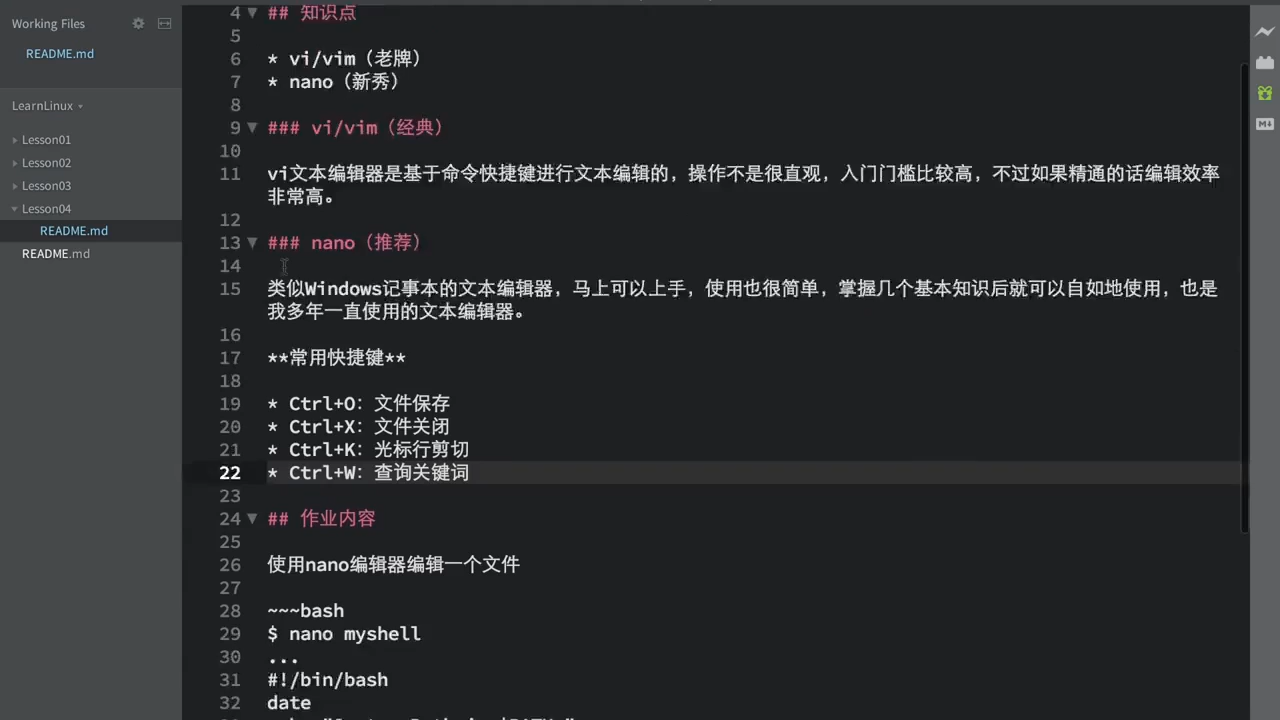 Working Files
README.md
LearnLinux
Lesson01
Lesson02
Lesson03
Lesson04
README.md
README.md
4 ## 知识点
5
6 * vi/vim（老牌）
7 * nano（新秀）
8
9 ### vi/vim（经典）
10
11 vi文本编辑器是基于命令快捷键进行文本编辑的，操作不是很直观，入门门槛比较高，不过如果精通的话编辑效率
非常高。
12
13 ### nano（推荐）
14
15 类似Windows记事本的文本编辑器，马上可以上手，使用也很简单，掌握几个基本知识后就可以自如地使用，也是
我多年一直使用的文本编辑器。
16
17 **常用快捷键**
18
19 * Ctrl+O：文件保存
20 * Ctrl+X：文件关闭
21 * Ctrl+K：光标行剪切
22 * Ctrl+W：查询关键词
23
24 ## 作业内容
25
26 使用nano编辑器编辑一个文件
27
28 ~~~bash
29 $ nano myshell
30 ...
31 #!/bin/bash
32 date
M↓